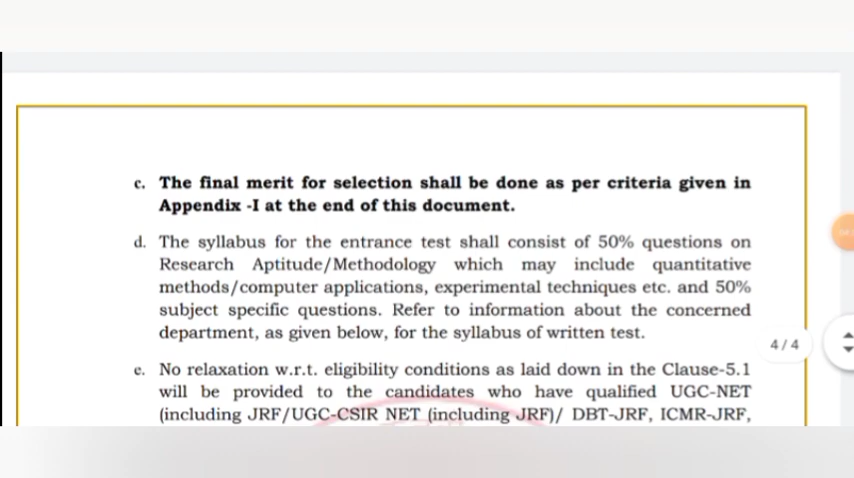 c. The final merit for selection shall be done as per criteria given in
Appendix -I at the end of this document.
d. The syllabus for the entrance test shall consist of 50% questions on
Research Aptitude/Methodology which may include quantitative
methods/computer applications, experimental techniques etc. and 50%
subject specific questions. Refer to information about the concerned
department, as given below, for the syllabus of written test.
4 / 4
e. No relaxation w.r.t. eligibility conditions as laid down in the Clause-5.1
will be provided to the candidates who have qualified UGC-NET
(including JRF/UGC-CSIR NET (including JRF)/ DBT-JRF, ICMR-JRF,